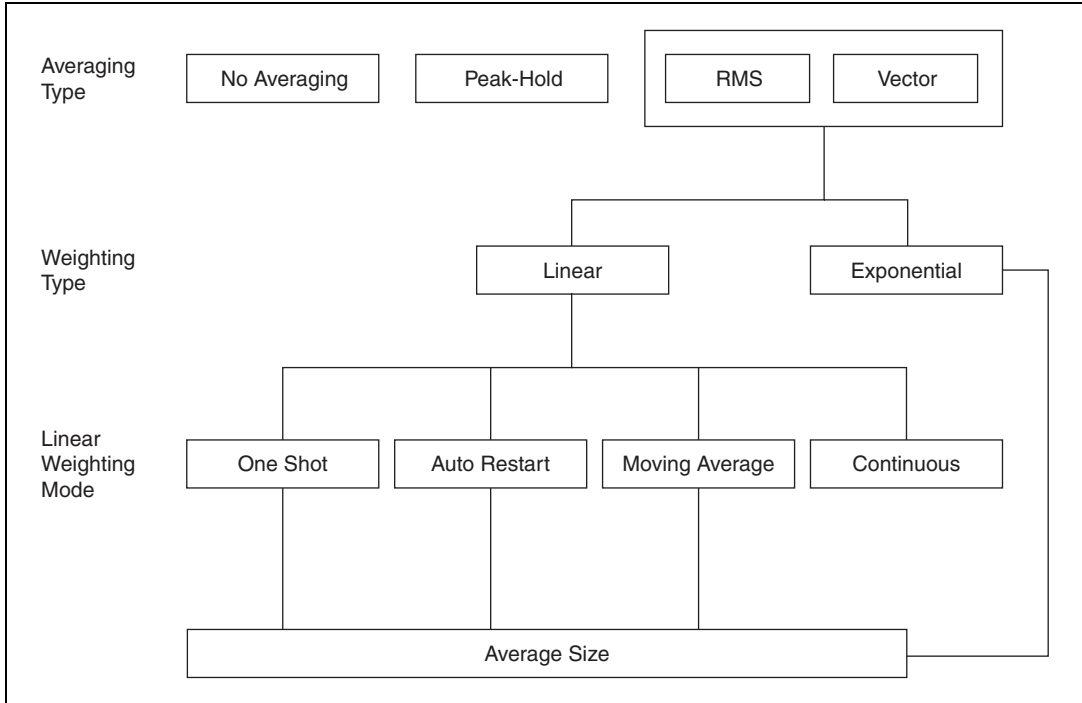 Averaging
Type
No Averaging
Peak-Hold
RMS
Vector
Weighting
Type
Linear
Exponential
Linear
Weighting
Mode
One Shot
Auto Restart
Moving Average
Continuous
Average Size